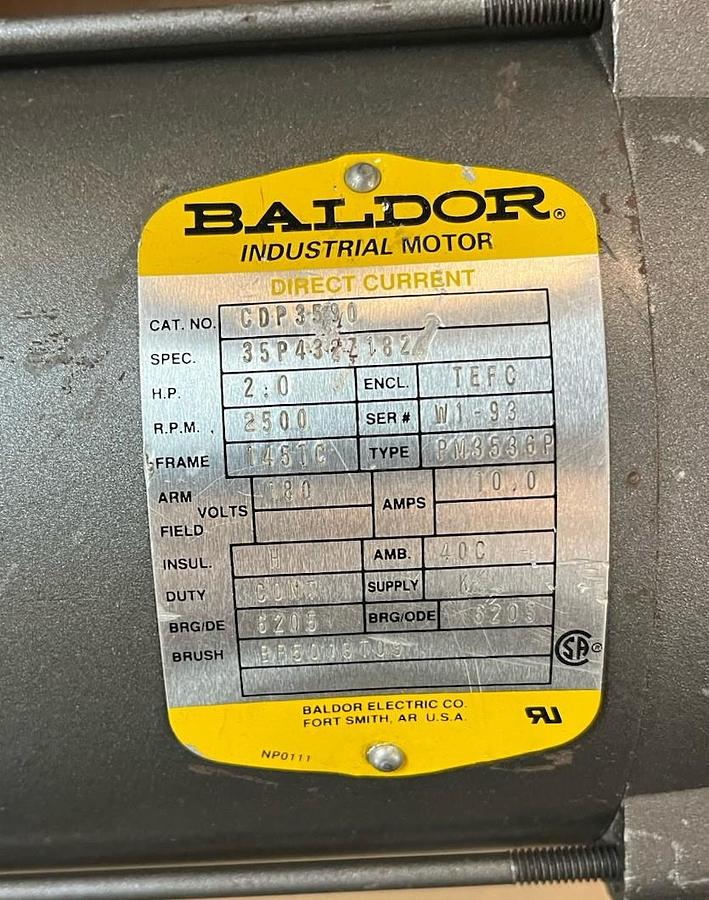 BALDOR®
INDUSTRIAL MOTOR
DIRECT CURRENT
CAT. NO. CDP3590
SPEC.
H.P. 2.0 ENCL. TEFC
R.P.M. 2500 SER # W1-93
FRAME 145TC TYPE PM3536P
ARM VOLTS 180 AMPS 10.0
FIELD
INSUL. H AMB. 40C
DUTY CONT SUPPLY K
BRG/DE 6205 BRG/ODE 6205
BRUSH
BALDOR ELECTRIC CO.
FORT SMITH, AR U.S.A.
NP0111